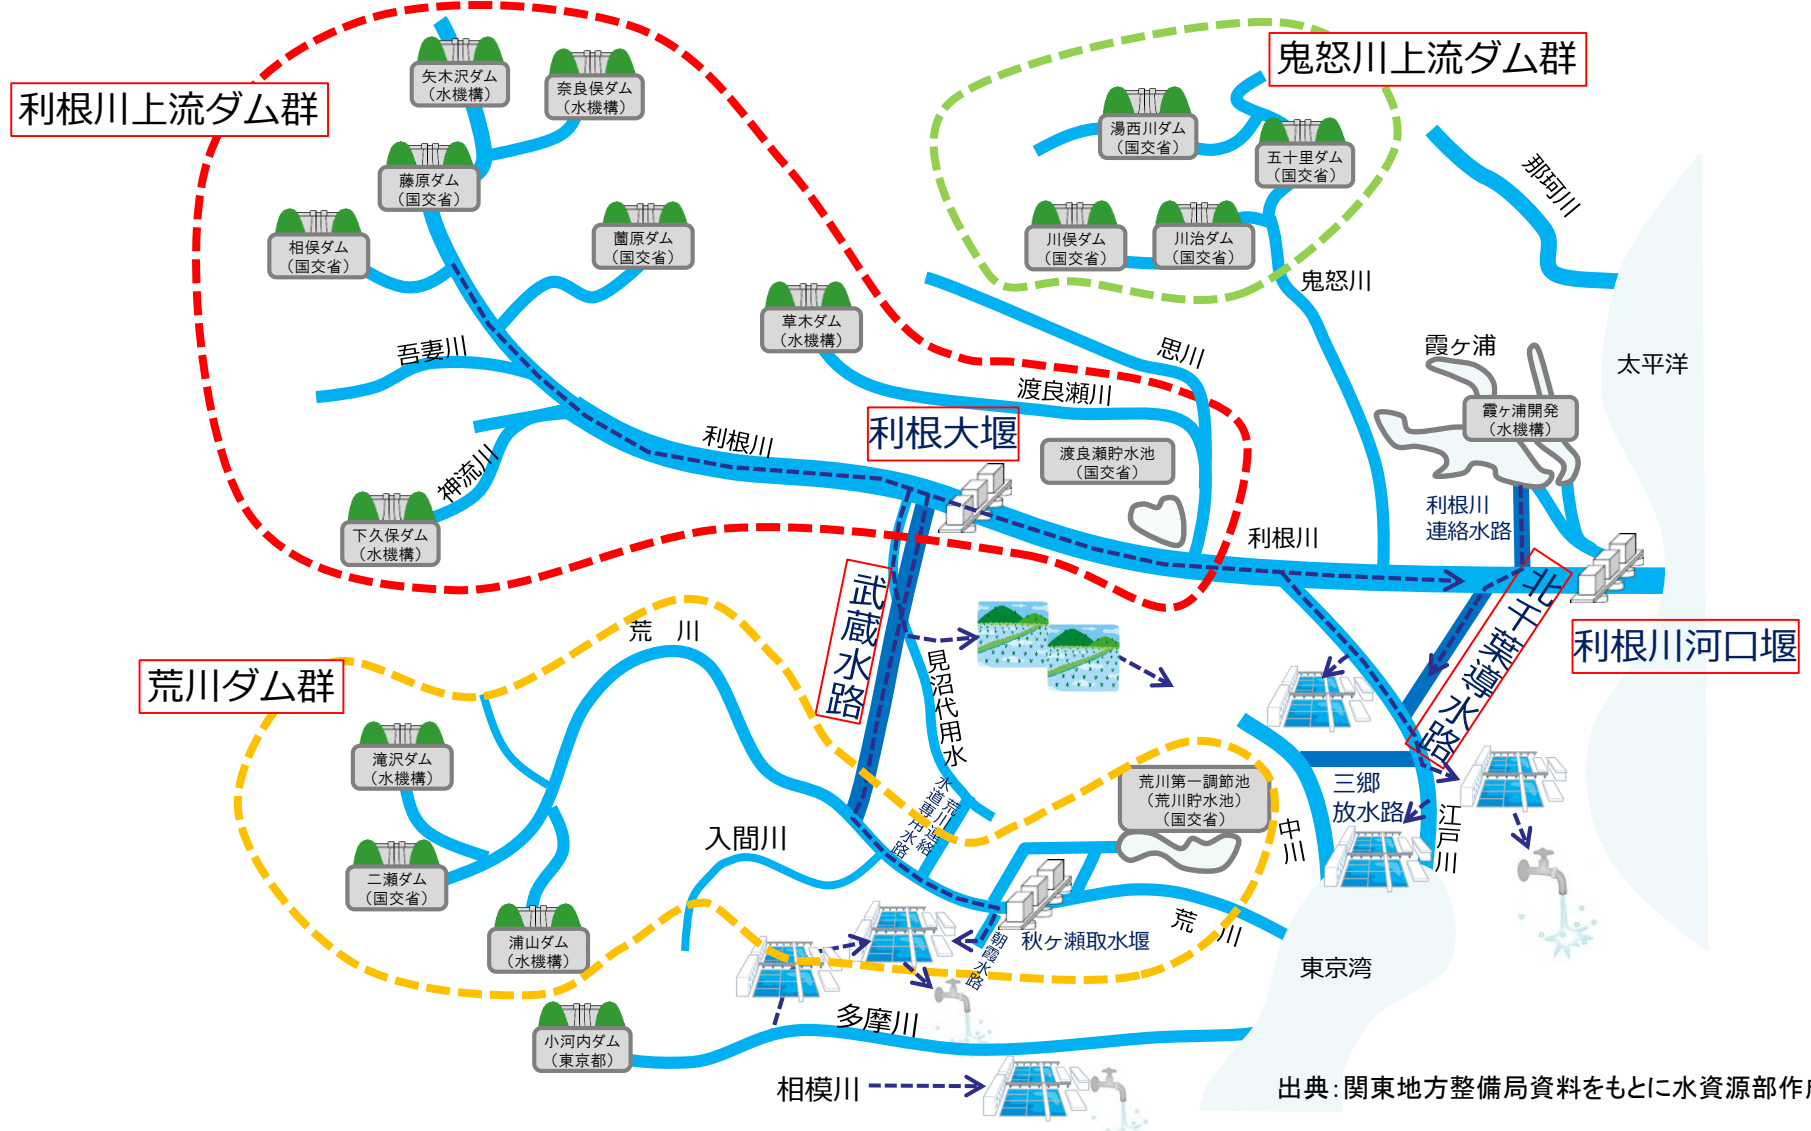 利根川上流ダム群
矢木沢ダム
(水機構)
奈良俣ダム
(水機構)
藤原ダム
(国交省)
相俣ダム
(国交省)
薗原ダム
(国交省)
草木ダム
(水機構)
下久保ダム
(水機構)
吾妻川
神流川
利根川
渡良瀬川
思川
利根大堰
渡良瀬貯水池
(国交省)
鬼怒川上流ダム群
湯西川ダム
(国交省)
五十里ダム
(国交省)
川俣ダム
(国交省)
川治ダム
(国交省)
鬼怒川
那珂川
太平洋
霞ヶ浦
霞ヶ浦開発
(水機構)
利根川
連絡水路
利根川
利根川河口堰
北千葉導水路
武蔵水路
見沼代用水
荒川連絡
水道専用水路
荒川ダム群
荒 川
滝沢ダム
(水機構)
二瀬ダム
(国交省)
浦山ダム
(水機構)
入間川
荒川第一調節池
(荒川貯水池)
(国交省)
中川
三郷
放水路
江戸川
秋ヶ瀬取水堰
朝霞水路
荒 川
東京湾
小河内ダム
(東京都)
多摩川
相模川
出典:関東地方整備局資料をもとに水資源部作